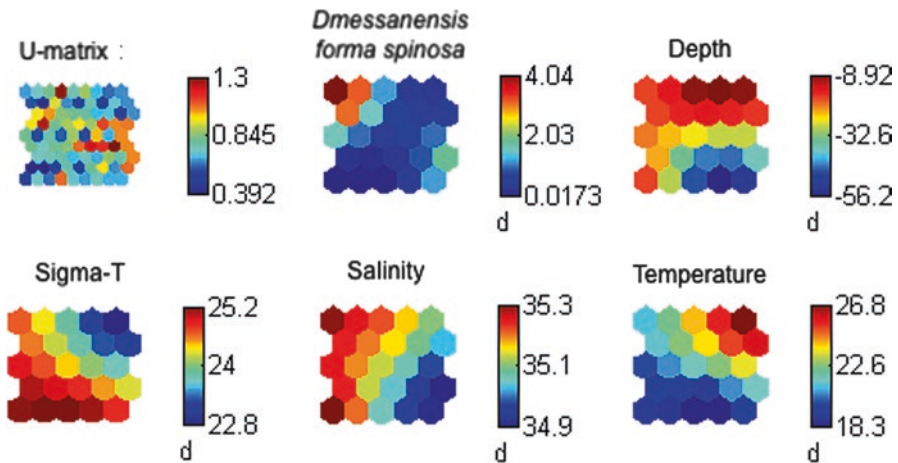 U-matrix :
1.3
0.845
0.392
Dmessanensis
forma spinosa
4.04
2.03
0.0173
d
Depth
-8.92
-32.6
-56.2
d
Sigma-T
25.2
24
22.8
d
Salinity
35.3
35.1
34.9
d
Temperature
26.8
22.6
18.3
d